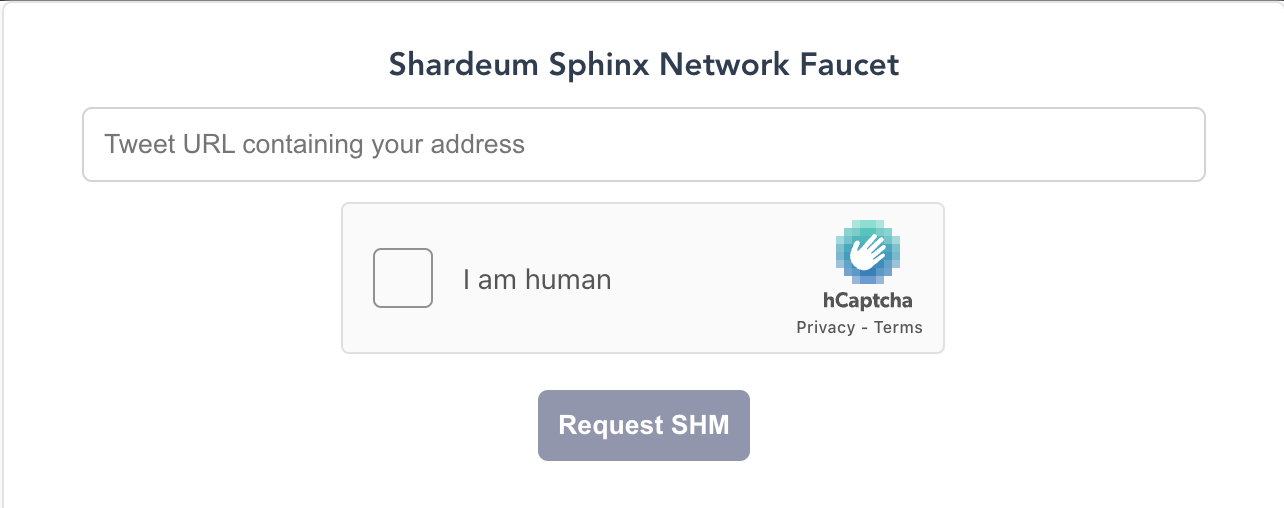 Shardeum Sphinx Network Faucet
Tweet URL containing your address
I am human
hCaptcha
Privacy - Terms
Request SHM